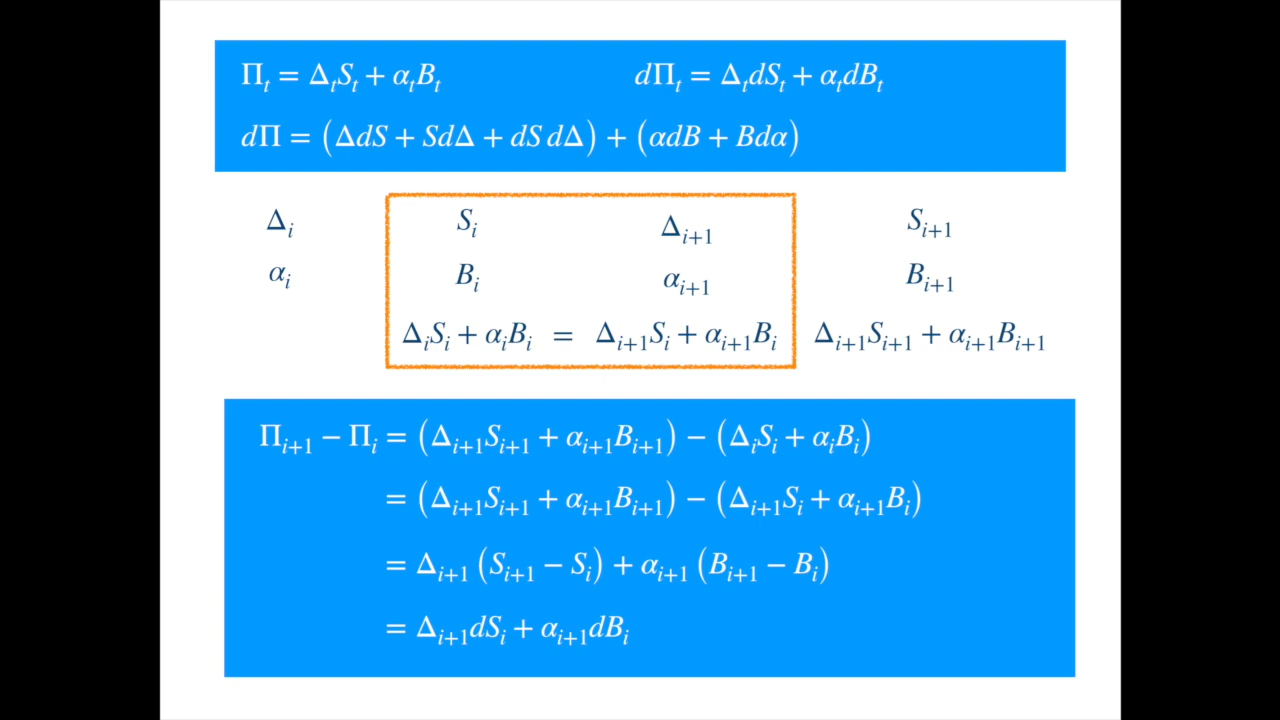 Πₜ = ΔₜSₜ + αₜBₜ dΠₜ = ΔₜdSₜ + αₜdBₜ
dΠ = (ΔdS + SdΔ + dS dΔ) + (αdB + Bdα)
Δᵢ Sᵢ Δᵢ₊₁ Sᵢ₊₁
αᵢ Bᵢ αᵢ₊₁ Bᵢ₊₁
ΔᵢSᵢ + αᵢBᵢ = Δᵢ₊₁Sᵢ + αᵢ₊₁Bᵢ Δᵢ₊₁Sᵢ₊₁ + αᵢ₊₁Bᵢ₊₁
Πᵢ₊₁ − Πᵢ = (Δᵢ₊₁Sᵢ₊₁ + αᵢ₊₁Bᵢ₊₁) − (ΔᵢSᵢ + αᵢBᵢ)
= (Δᵢ₊₁Sᵢ₊₁ + αᵢ₊₁Bᵢ₊₁) − (Δᵢ₊₁Sᵢ + αᵢ₊₁Bᵢ)
= Δᵢ₊₁ (Sᵢ₊₁ − Sᵢ) + αᵢ₊₁ (Bᵢ₊₁ − Bᵢ)
= Δᵢ₊₁dSᵢ + αᵢ₊₁dBᵢ